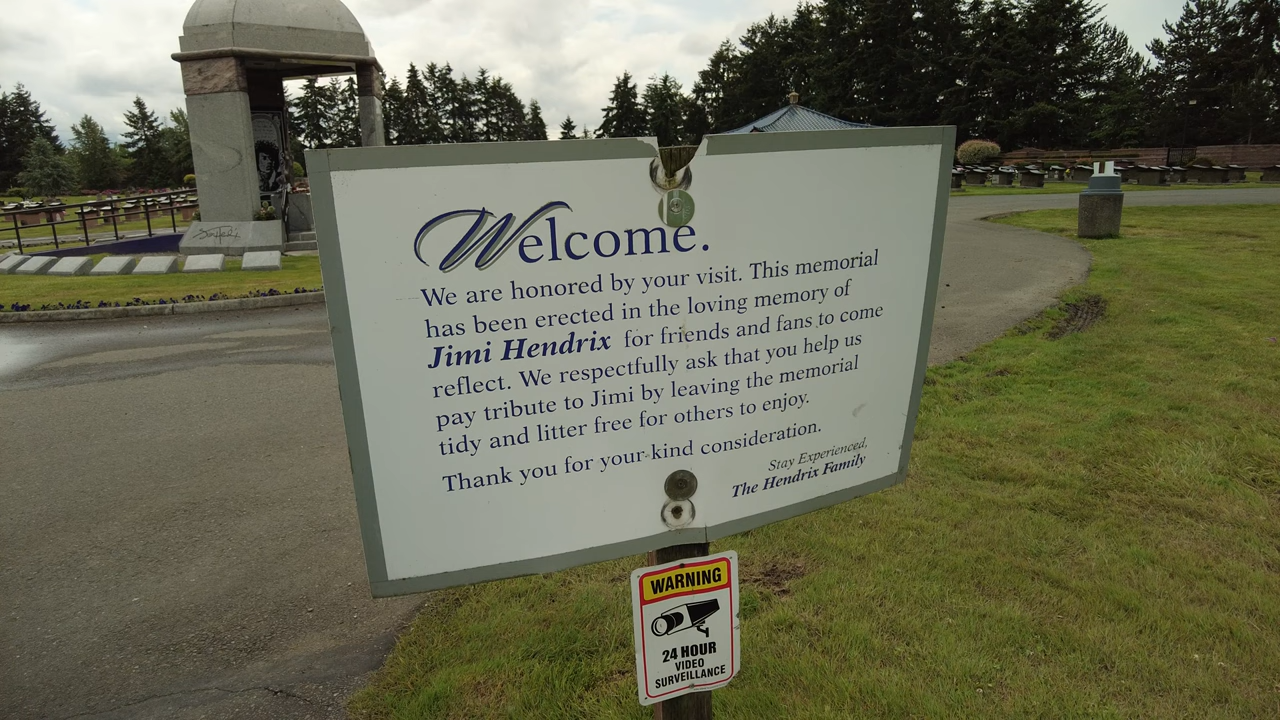 Welcome.
We are honored by your visit. This memorial
has been erected in the loving memory of
Jimi Hendrix for friends and fans to come
reflect. We respectfully ask that you help us
pay tribute to Jimi by leaving the memorial
tidy and litter free for others to enjoy.
Thank you for your kind consideration.
Stay Experienced,
The Hendrix Family
WARNING
24 HOUR
VIDEO
SURVEILLANCE